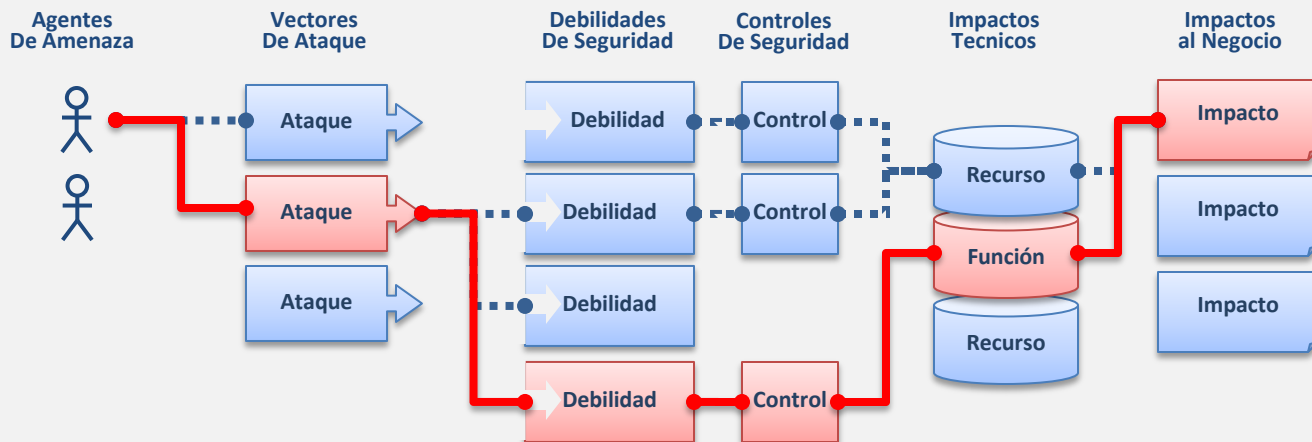 Agentes
De Amenaza
Vectores
De Ataque
Debilidades
De Seguridad
Controles
De Seguridad
Impactos
Tecnicos
Impactos
al Negocio
Ataque
Debilidad
Control
Impacto
Recurso
Ataque
Debilidad
Control
Función
Impacto
Ataque
Debilidad
Recurso
Impacto
Debilidad
Control